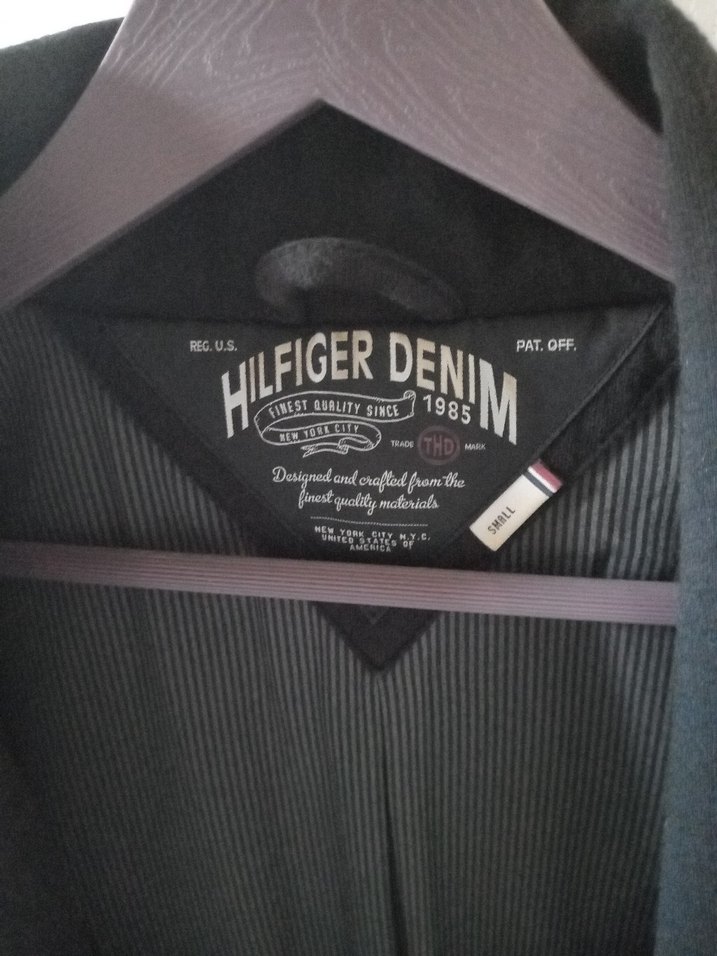 REG. U.S.
PAT. OFF.
HILFIGER DENIM
FINEST QUALITY SINCE
1985
NEW YORK CITY
TRADE THD MARK
Designed and crafted from the
finest quality materials
NEW YORK CITY N.Y.C.
UNITED STATES OF
AMERICA
SMALL